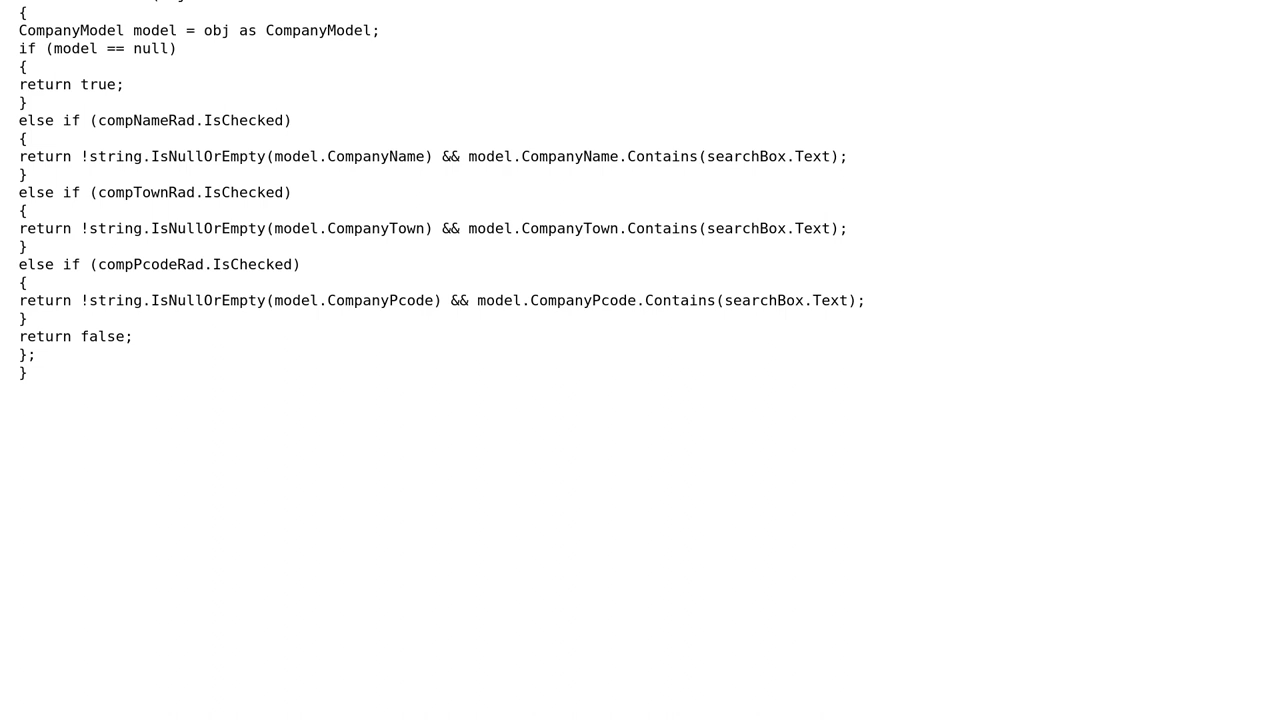 {
CompanyModel model = obj as CompanyModel;
if (model == null)
{
return true;
}
else if (compNameRad.IsChecked)
{
return !string.IsNullOrEmpty(model.CompanyName) && model.CompanyName.Contains(searchBox.Text);
}
else if (compTownRad.IsChecked)
{
return !string.IsNullOrEmpty(model.CompanyTown) && model.CompanyTown.Contains(searchBox.Text);
}
else if (compPcodeRad.IsChecked)
{
return !string.IsNullOrEmpty(model.CompanyPcode) && model.CompanyPcode.Contains(searchBox.Text);
}
return false;
};
}